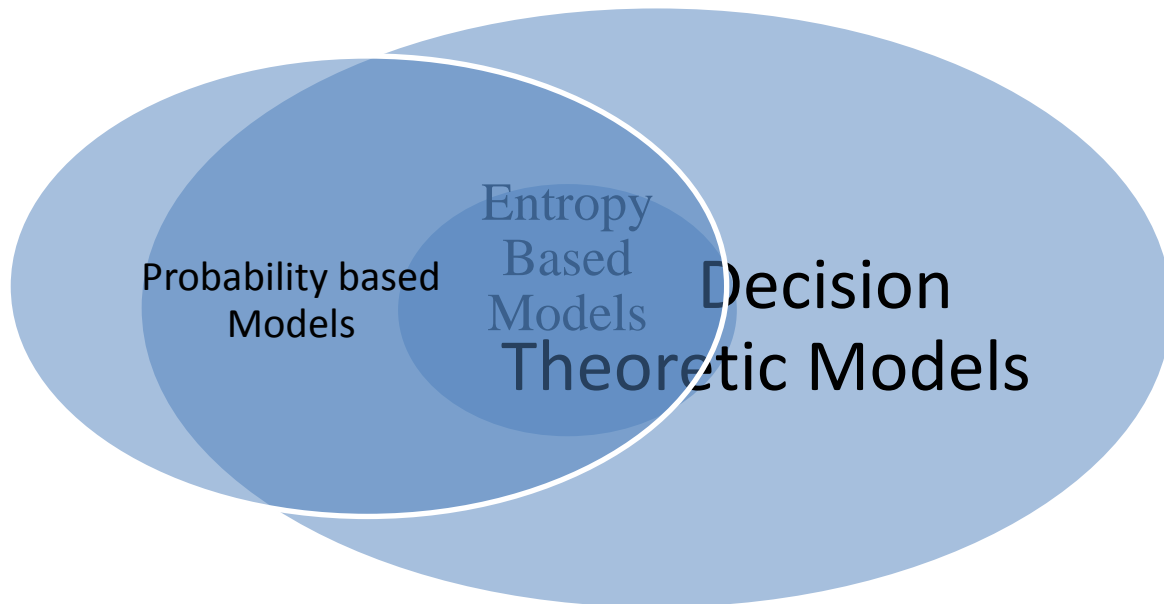 Probability based
Models
Entropy
Based
Models
Decision
Theoretic Models